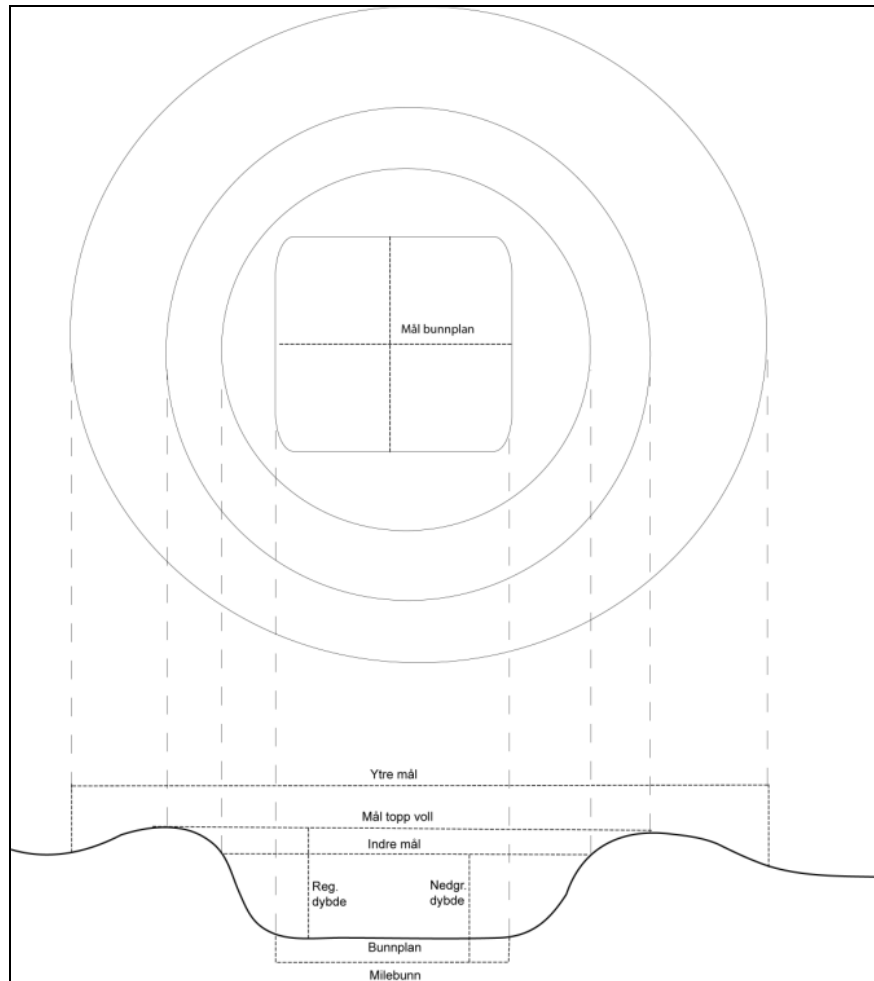 Mål bunnplan
Ytre mål
Mål topp voll
Indre mål
Reg.
dybde
Nedgr.
dybde
Bunnplan
Milebunn